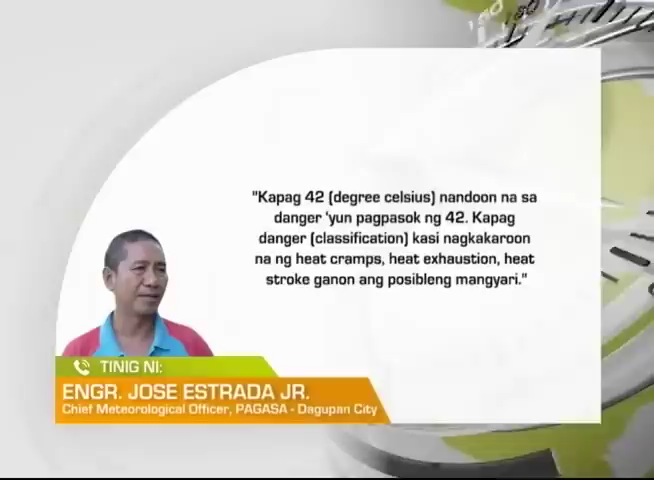 "Kapag 42 (degree celsius) nandoon na sa
danger 'yun pagpasok ng 42. Kapag
danger (classification) kasi nagkakaroon
na ng heat cramps, heat exhaustion, heat
stroke ganon ang posibleng mangyari."
TINIG NI:
ENGR. JOSE ESTRADA JR.
Chief Meteorological Officer, PAGASA - Dagupan City